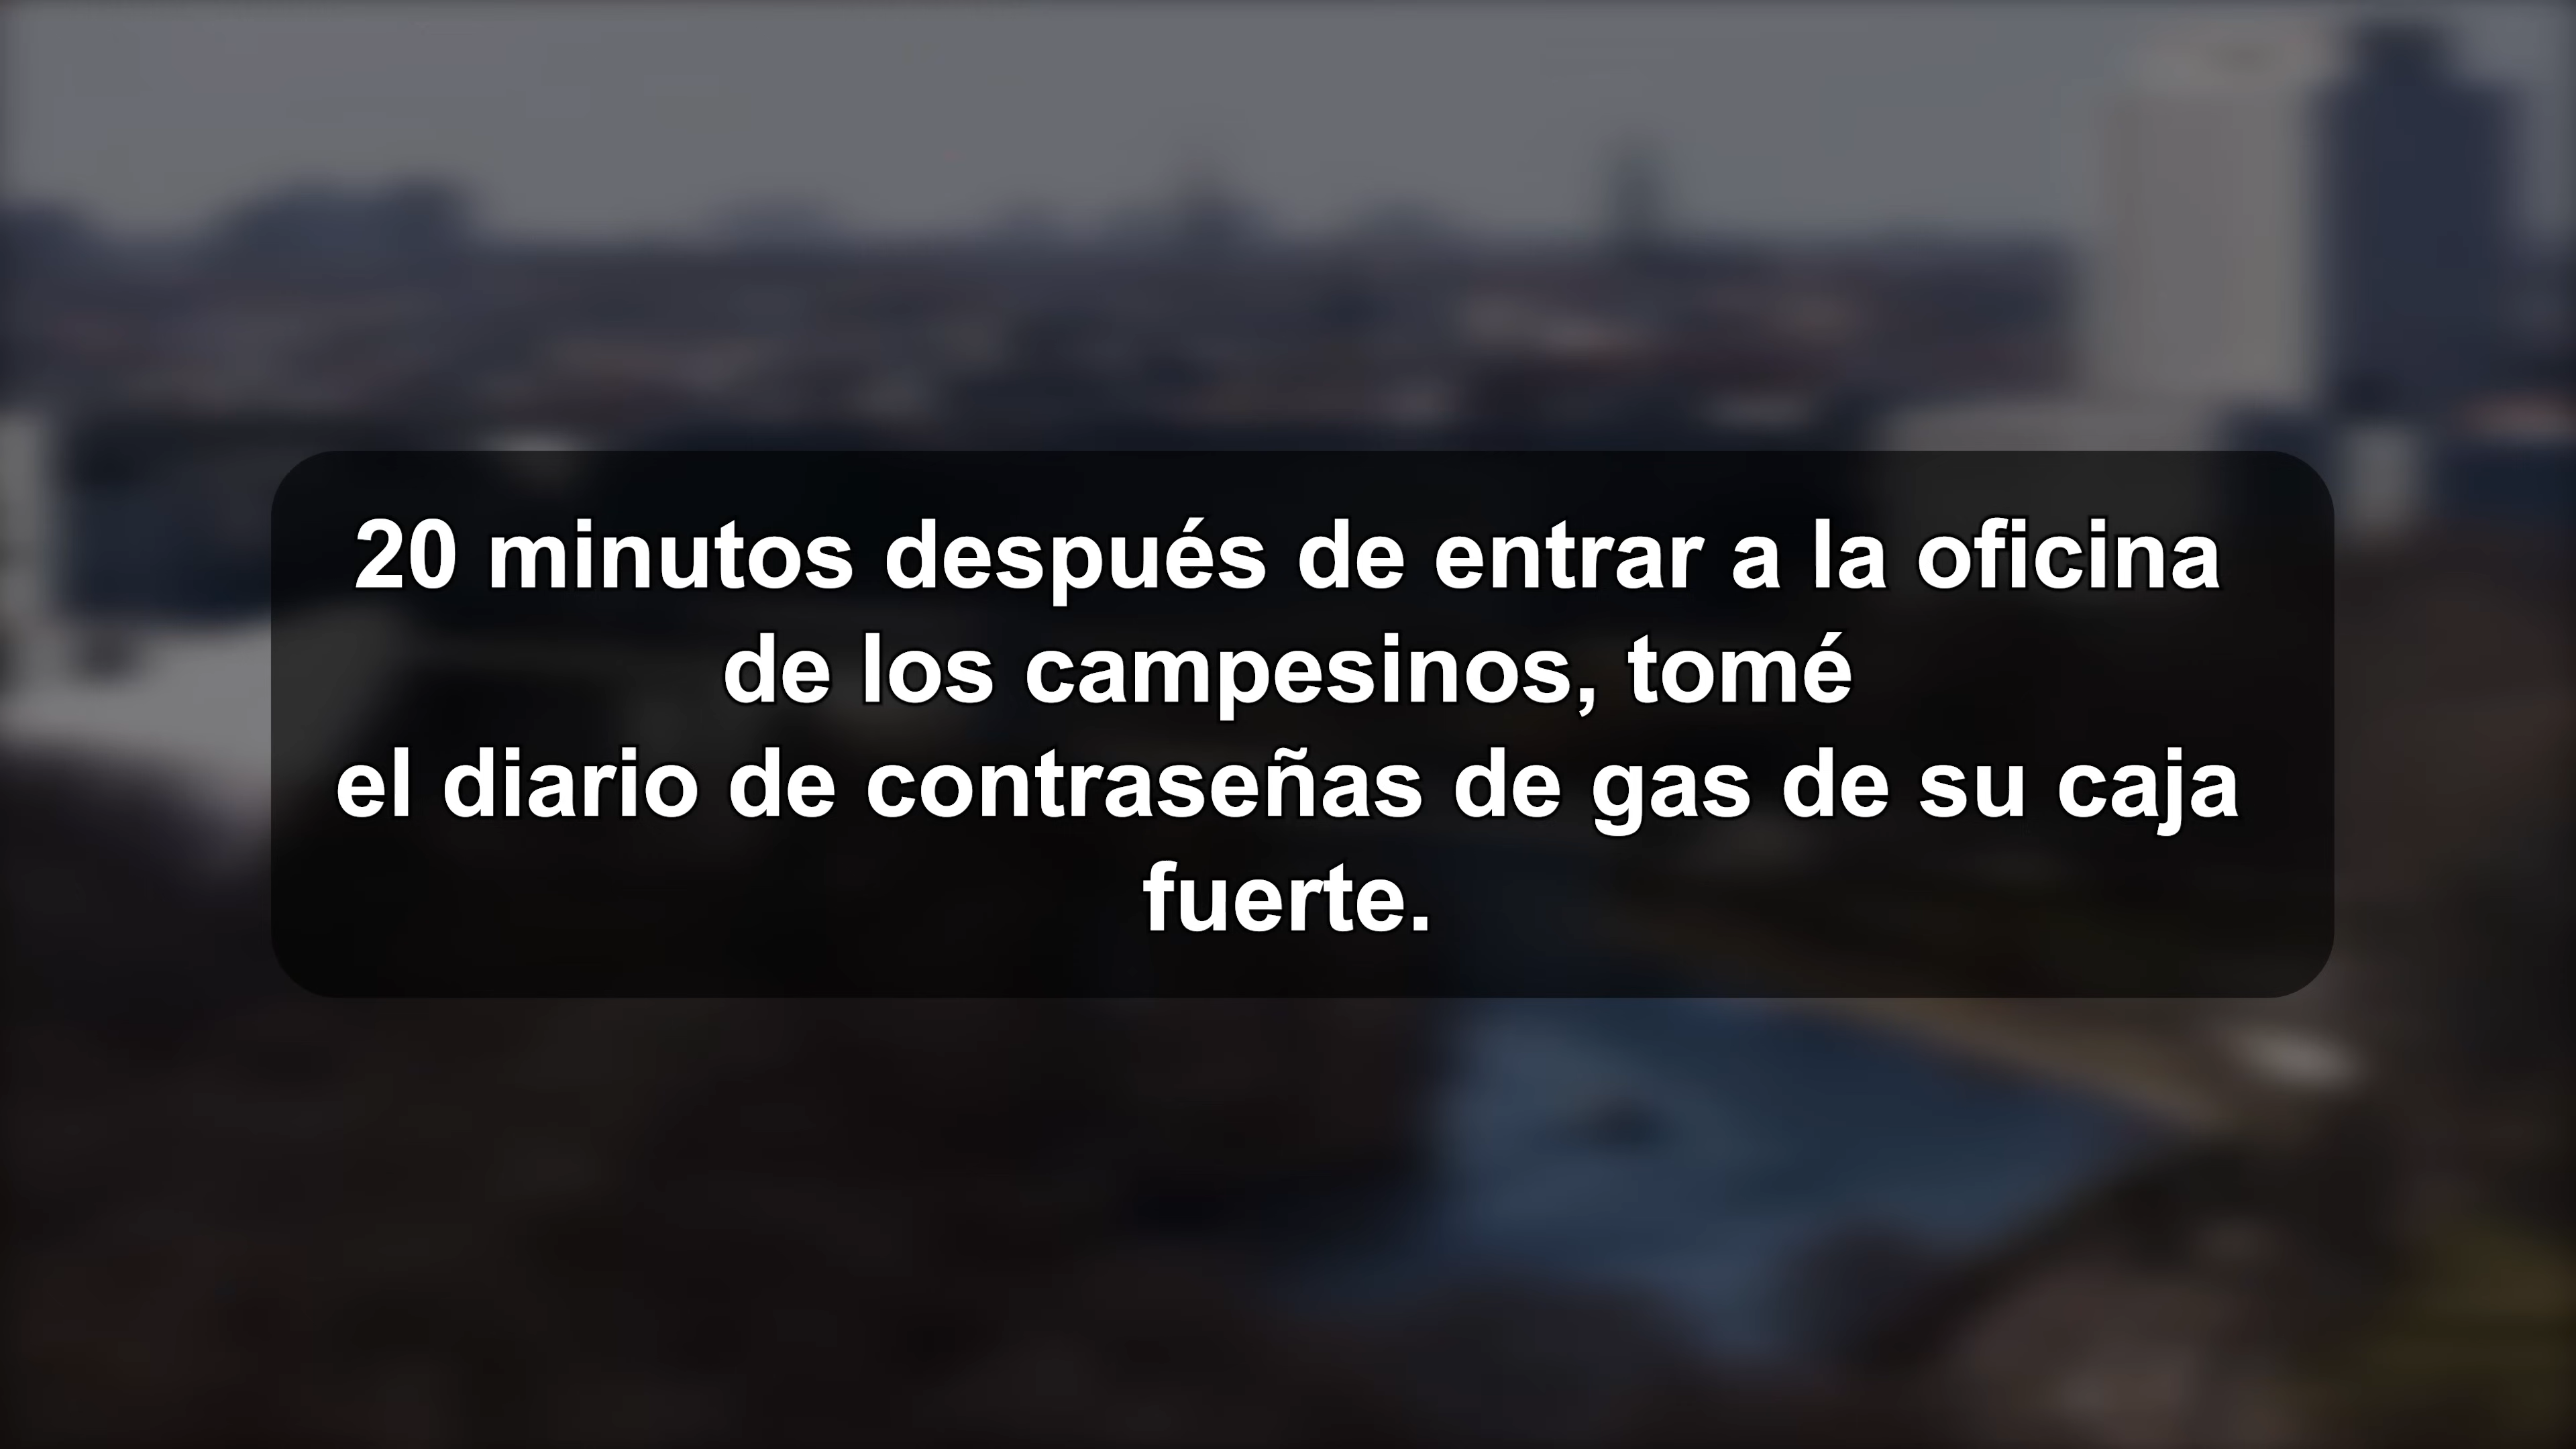 20 minutos después de entrar a la oficina
de los campesinos, tomé
el diario de contraseñas de gas de su caja
fuerte.